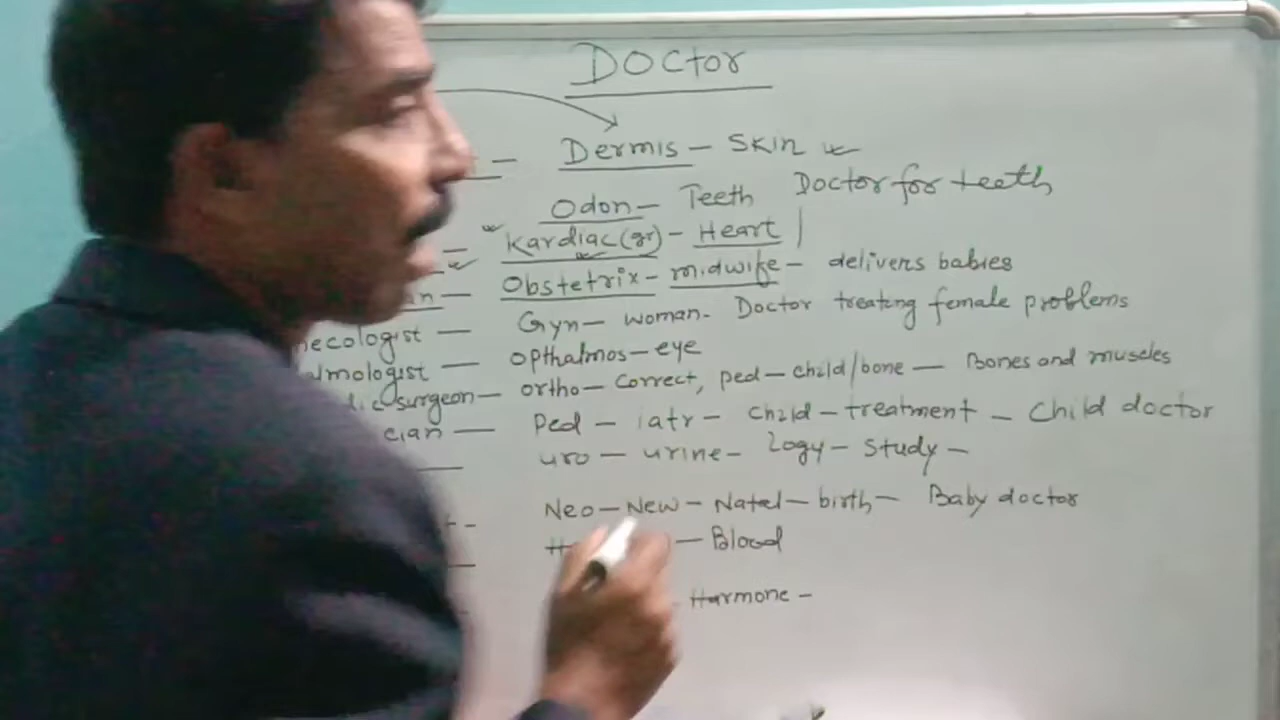 DOCtor
— Dermis — Skin
Odon — Teeth Doctor for teeth
— Kardiac (gr) — Heart
— Obstetrix — midwife — delivers babies
necologist — Gyn — woman. Doctor treating female problems
almologist — opthalmos — eye
dic surgeon — ortho — correct, ped — child/bone — Bones and muscles
cian — Ped — iatr — child — treatment — child doctor
— uro — urine — logy — study —
Neo — New — Natal — birth — Baby doctor
— Blood
Harmone —